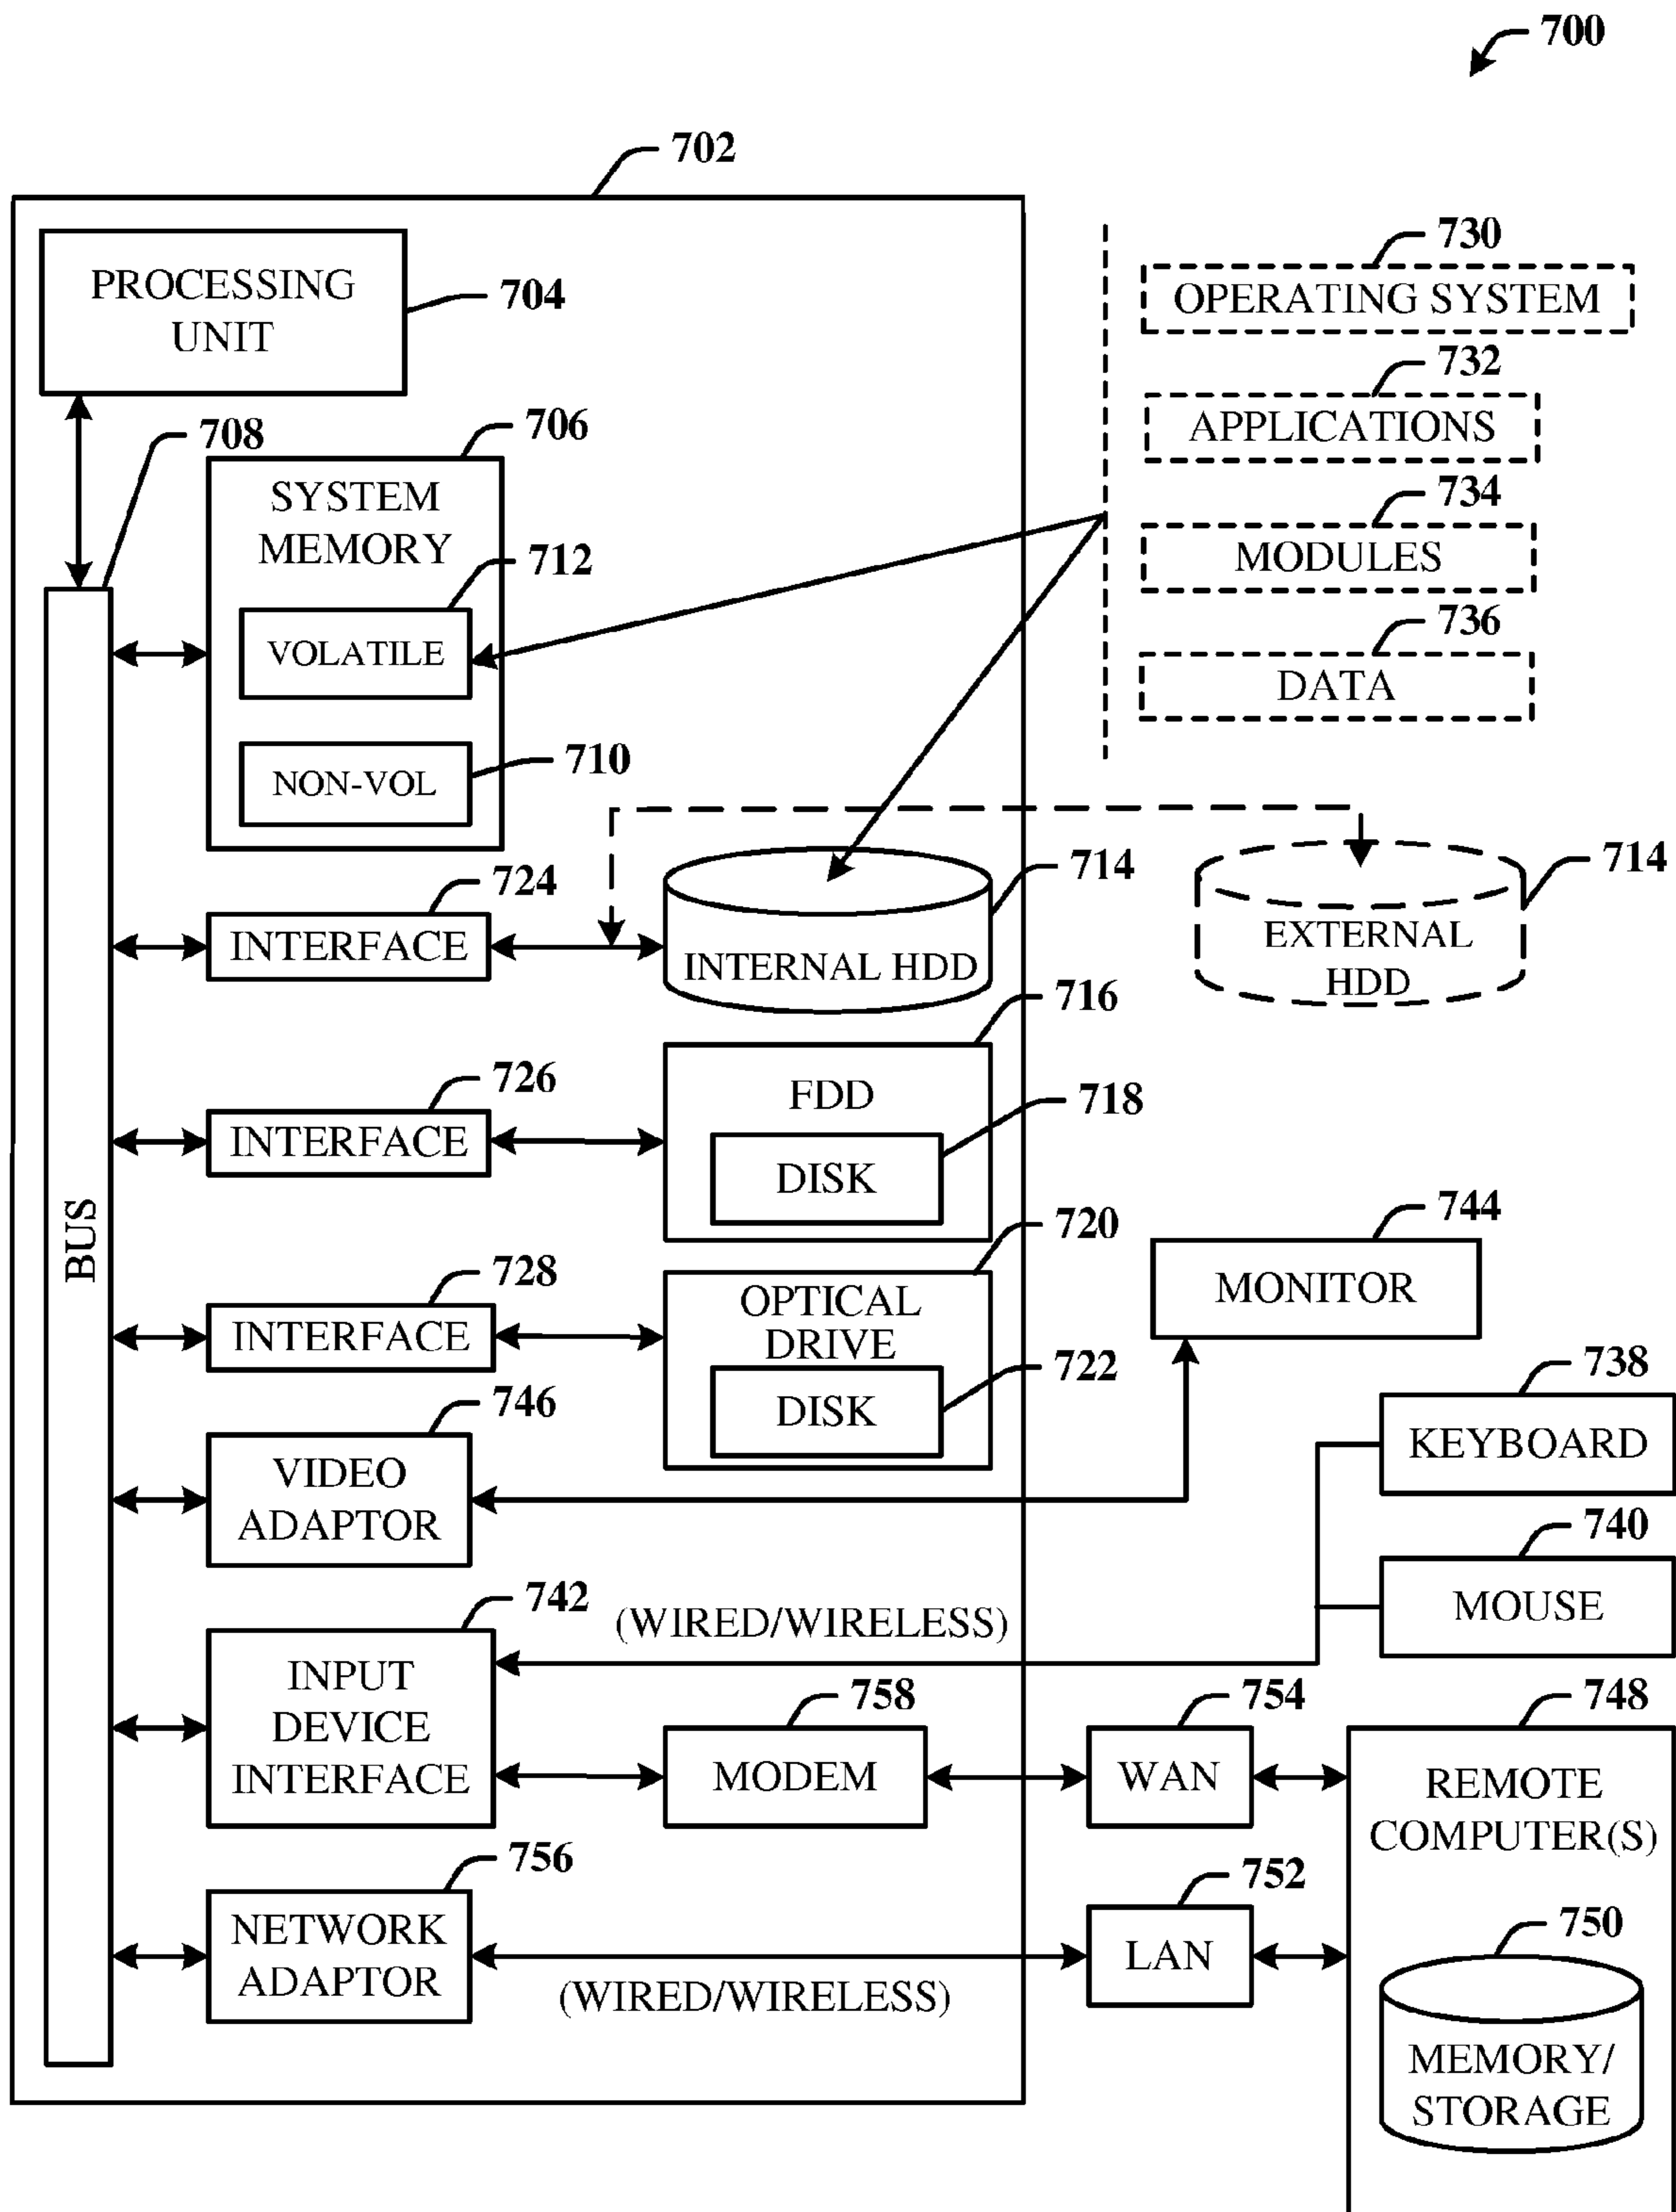 700
702
PROCESSING
UNIT
704
730
OPERATING SYSTEM
732
APPLICATIONS
734
MODULES
736
DATA
708
706
SYSTEM
MEMORY
712
VOLATILE
710
NON-VOL
724
INTERFACE
714
INTERNAL HDD
714
EXTERNAL
HDD
726
INTERFACE
716
FDD
718
DISK
BUS
728
INTERFACE
720
OPTICAL
DRIVE
722
DISK
744
MONITOR
746
VIDEO
ADAPTOR
738
KEYBOARD
740
MOUSE
742
INPUT
DEVICE
INTERFACE
(WIRED/WIRELESS)
758
MODEM
754
WAN
748
REMOTE
COMPUTER(S)
756
NETWORK
ADAPTOR
(WIRED/WIRELESS)
752
LAN
750
MEMORY/
STORAGE